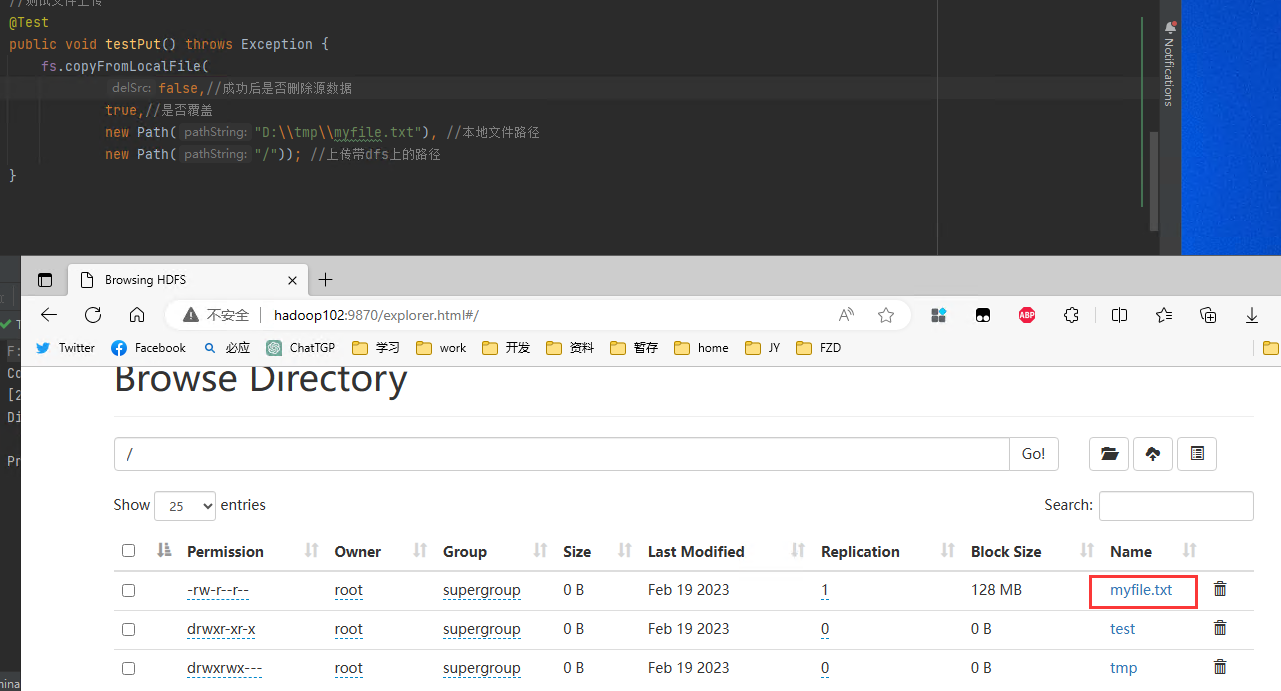 //测试文件上传
@Test
public void testPut() throws Exception {
fs.copyFromLocalFile(
delSrc: false,//成功后是否删除源数据
true,//是否覆盖
new Path( pathString: "D:\\tmp\\myfile.txt"), //本地文件路径
new Path( pathString: "/")); //上传带dfs上的路径
}
Notifications
Browsing HDFS
不安全 hadoop102:9870/explorer.html#/
ABP
Twitter Facebook 必应 ChatTGP 学习 work 开发 资料 暂存 home JY FZD
F:
Co
[2
Di
Pr
Browse Directory
/ Go!
Show 25 entries Search:
Permission Owner Group Size Last Modified Replication Block Size Name
-rw-r--r-- root supergroup 0 B Feb 19 2023 1 128 MB myfile.txt
drwxr-xr-x root supergroup 0 B Feb 19 2023 0 0 B test
drwxrwx--- root supergroup 0 B Feb 19 2023 0 0 B tmp